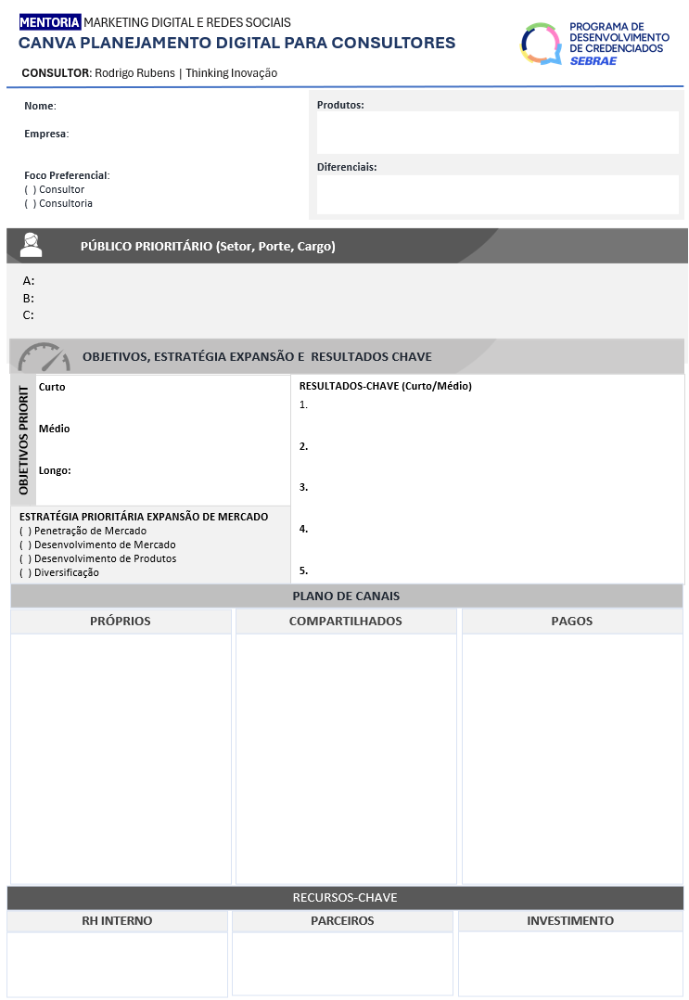 MENTORIA MARKETING DIGITAL E REDES SOCIAIS
CANVA PLANEJAMENTO DIGITAL PARA CONSULTORES
CONSULTOR: Rodrigo Rubens | Thinking Inovação
PROGRAMA DE
DESENVOLVIMENTO
DE CREDENCIADOS
SEBRAE
Nome:
Empresa:
Foco Preferencial:
( ) Consultor
( ) Consultoria
Produtos:
Diferenciais:
PÚBLICO PRIORITÁRIO (Setor, Porte, Cargo)
A:
B:
C:
OBJETIVOS, ESTRATÉGIA EXPANSÃO E  RESULTADOS CHAVE
OBJETIVOS PRIORIT
Curto
Médio
Longo:
ESTRATÉGIA PRIORITÁRIA EXPANSÃO DE MERCADO
( ) Penetração de Mercado
( ) Desenvolvimento de Mercado
( ) Desenvolvimento de Produtos
( ) Diversificação
RESULTADOS-CHAVE (Curto/Médio)
1.
2.
3.
4.
5.
PLANO DE CANAIS
PRÓPRIOS
COMPARTILHADOS
PAGOS
RECURSOS-CHAVE
RH INTERNO
PARCEIROS
INVESTIMENTO